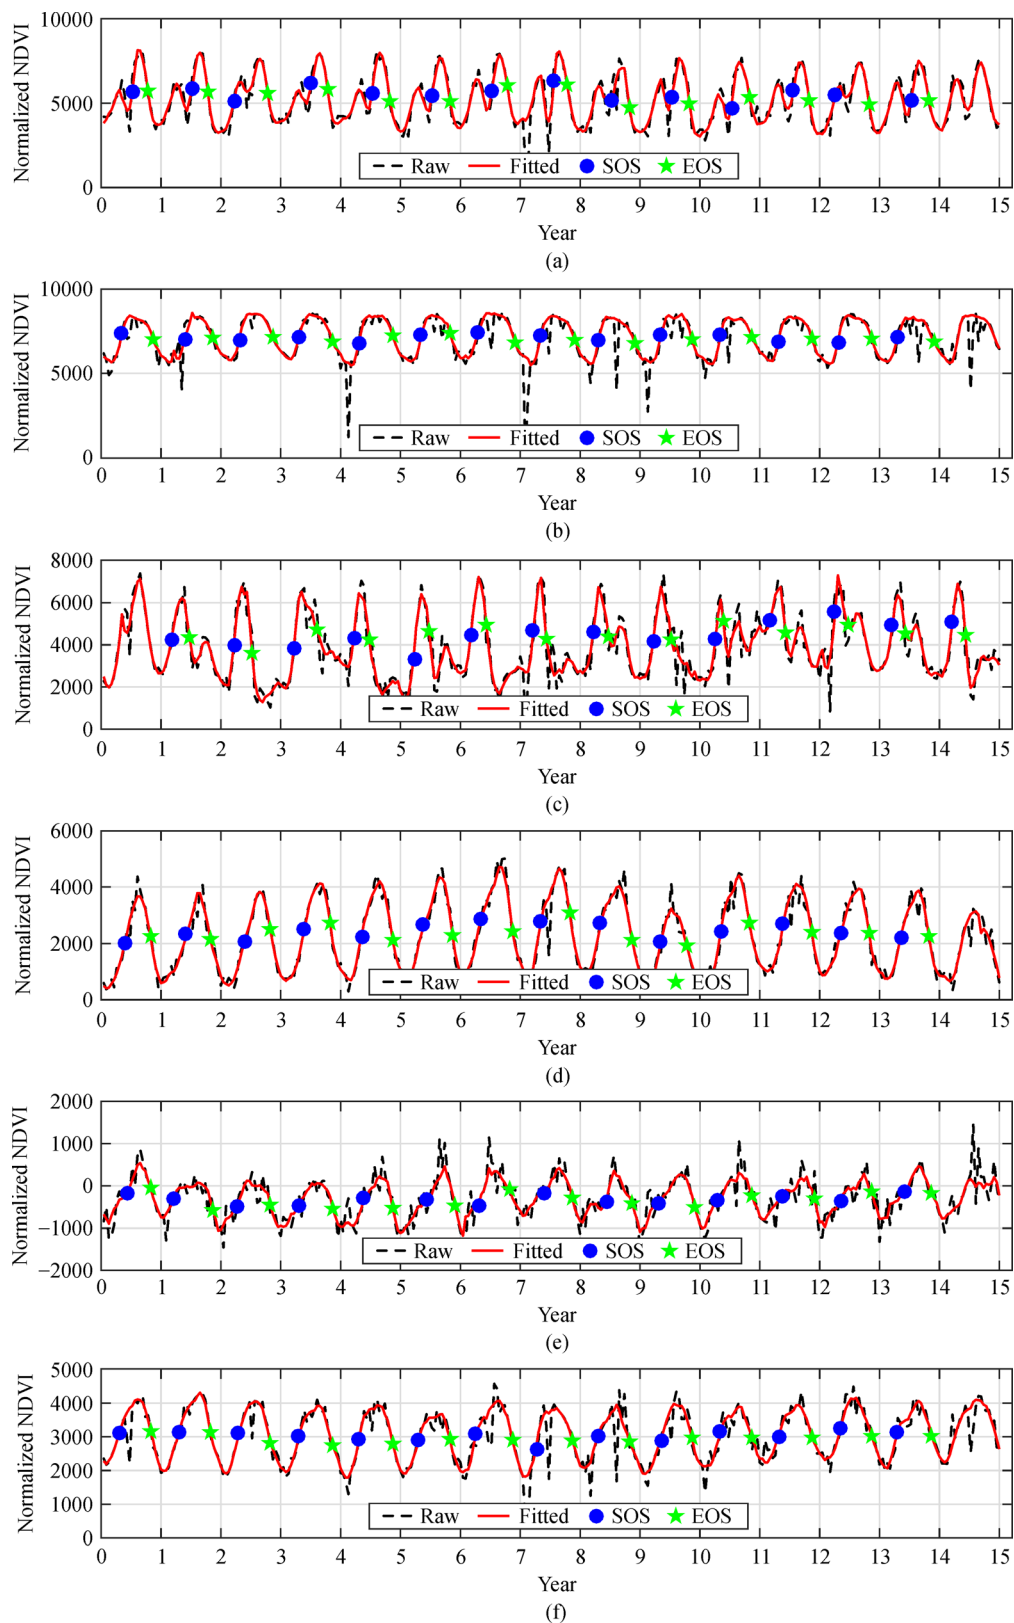 Normalized NDVI
10000
5000
0
Raw Fitted SOS EOS
0 1 2 3 4 5 6 7 8 9 10 11 12 13 14 15
Year
(a)
Normalized NDVI
10000
5000
0
Raw Fitted SOS EOS
0 1 2 3 4 5 6 7 8 9 10 11 12 13 14 15
Year
(b)
Normalized NDVI
8000
6000
4000
2000
0
Raw Fitted SOS EOS
0 1 2 3 4 5 6 7 8 9 10 11 12 13 14 15
Year
(c)
Normalized NDVI
6000
4000
2000
0
Raw Fitted SOS EOS
0 1 2 3 4 5 6 7 8 9 10 11 12 13 14 15
Year
(d)
Normalized NDVI
2000
1000
0
−1000
−2000
Raw Fitted SOS EOS
0 1 2 3 4 5 6 7 8 9 10 11 12 13 14 15
Year
(e)
Normalized NDVI
5000
4000
3000
2000
1000
0
Raw Fitted SOS EOS
0 1 2 3 4 5 6 7 8 9 10 11 12 13 14 15
Year
(f)